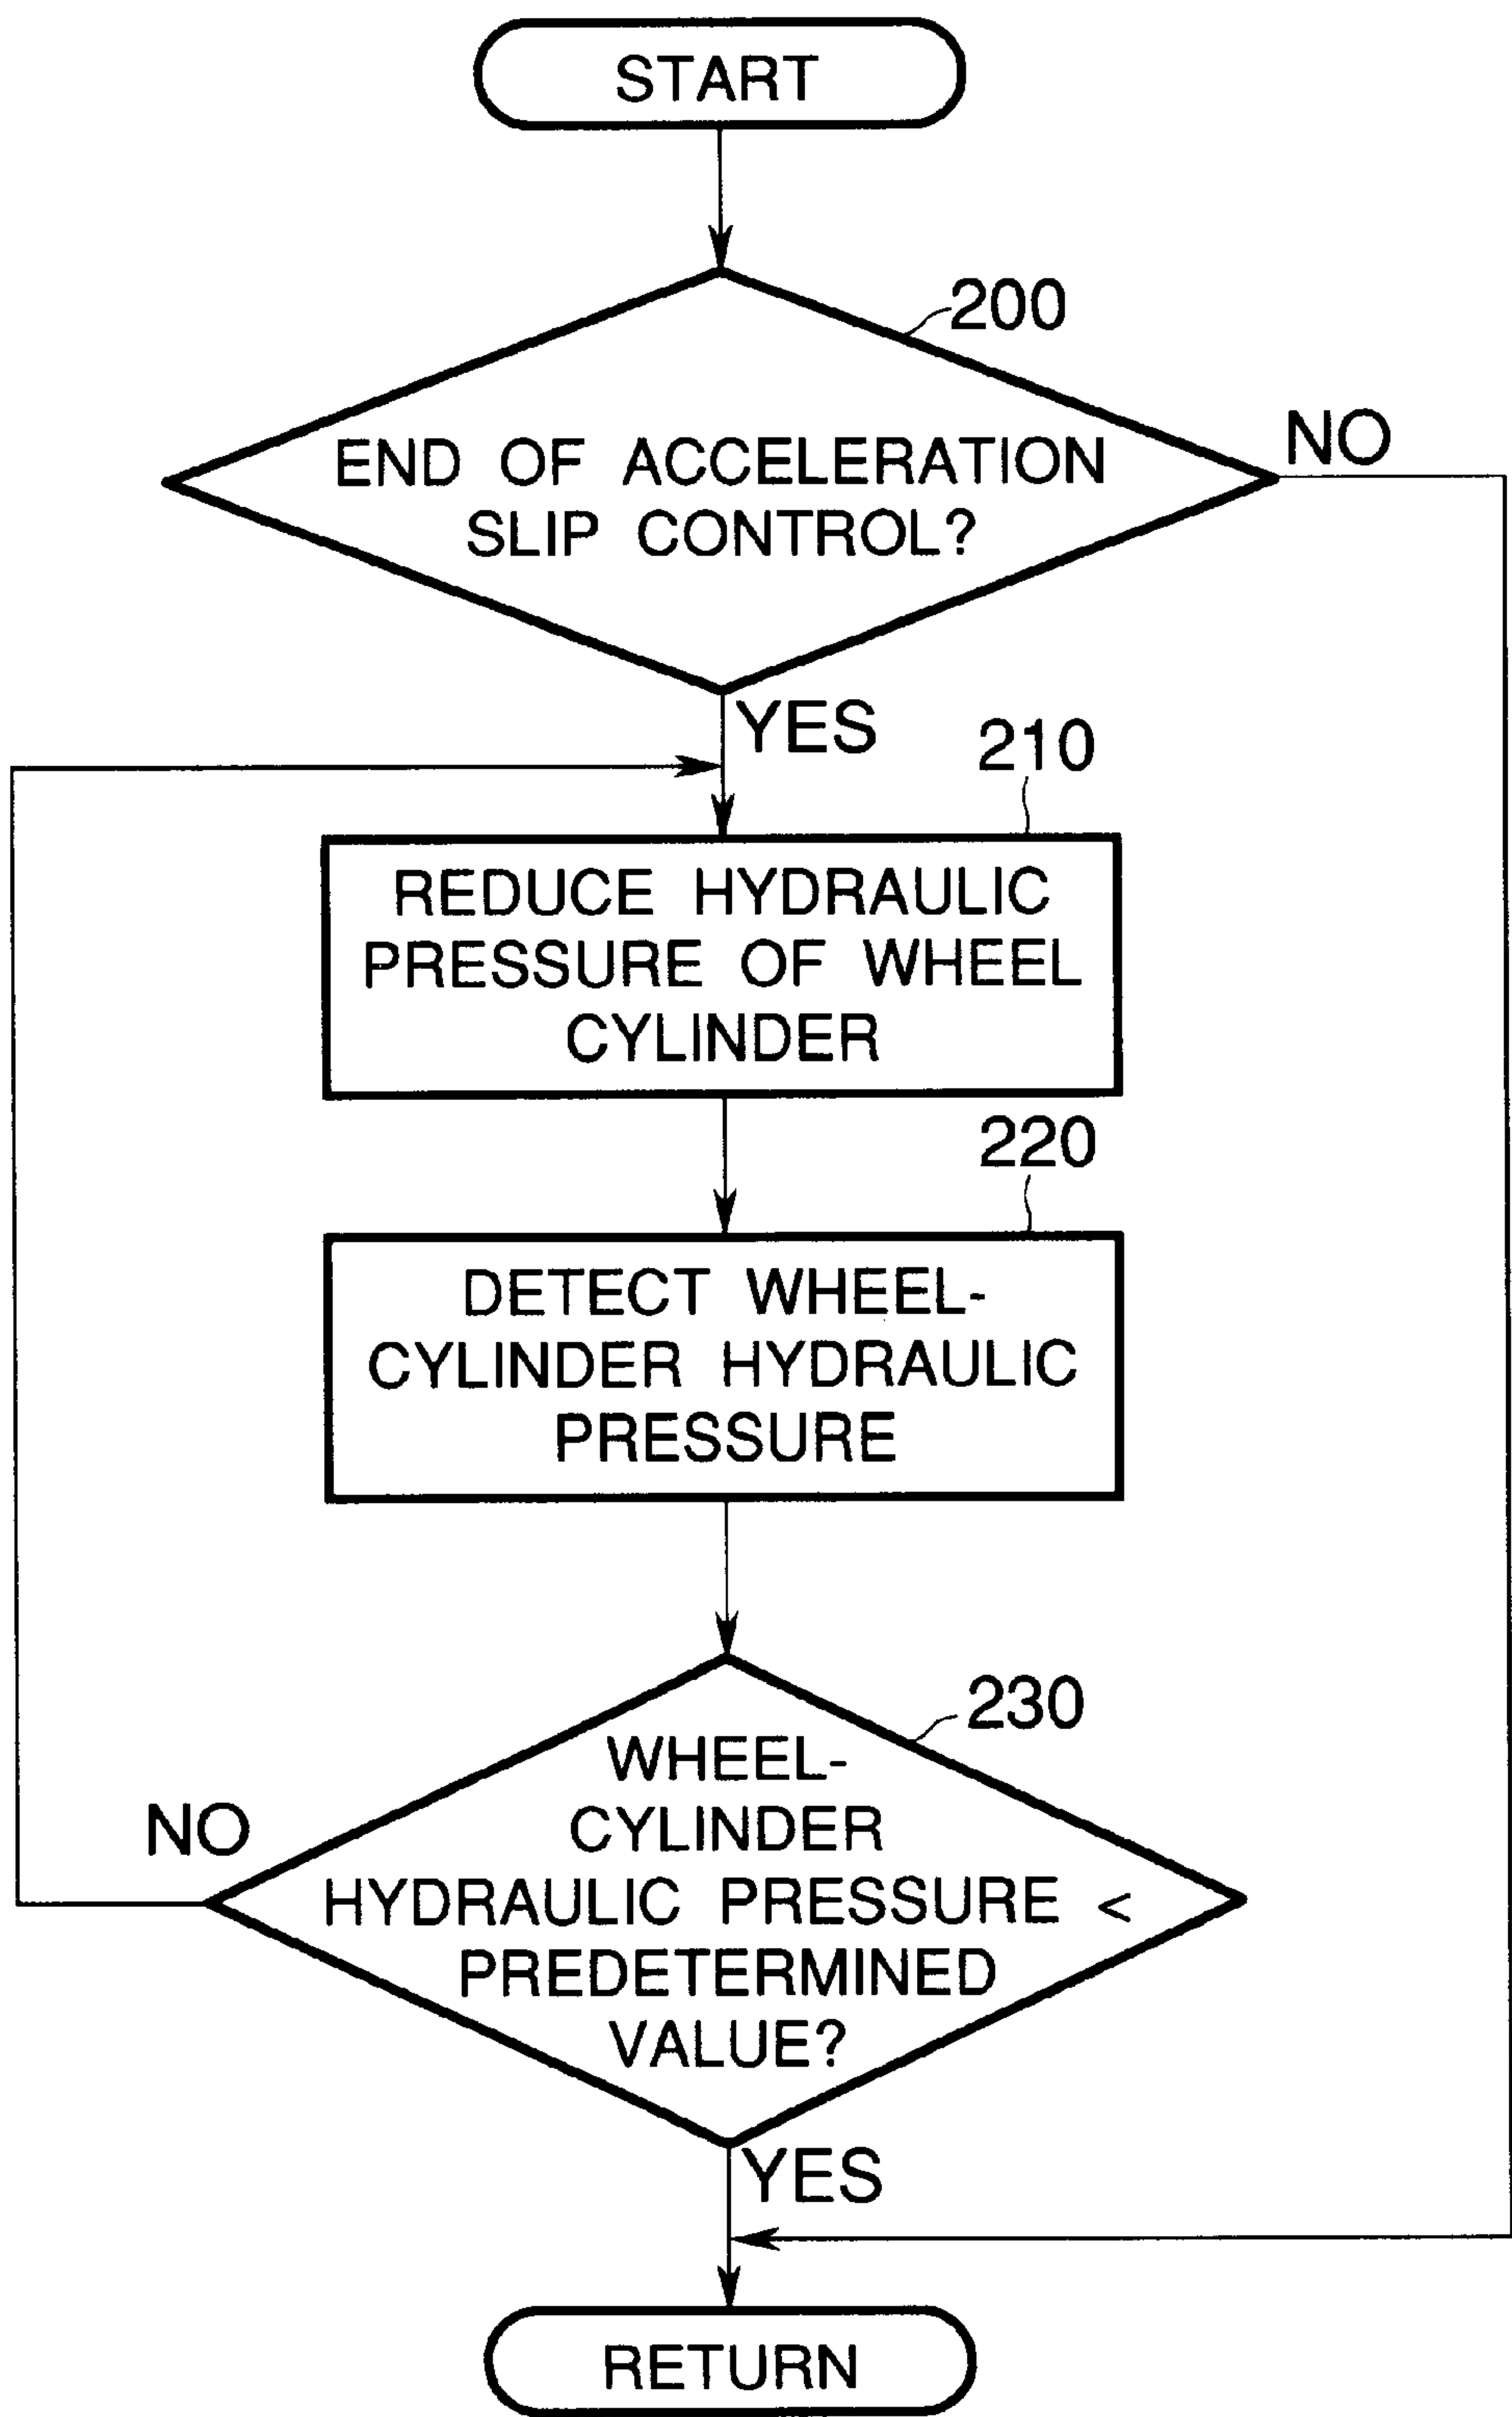 START
200
END OF ACCELERATION
SLIP CONTROL?
NO
YES
210
REDUCE HYDRAULIC
PRESSURE OF WHEEL
CYLINDER
220
DETECT WHEEL-
CYLINDER HYDRAULIC
PRESSURE
230
WHEEL-
CYLINDER
HYDRAULIC PRESSURE <
PREDETERMINED
VALUE?
NO
YES
RETURN